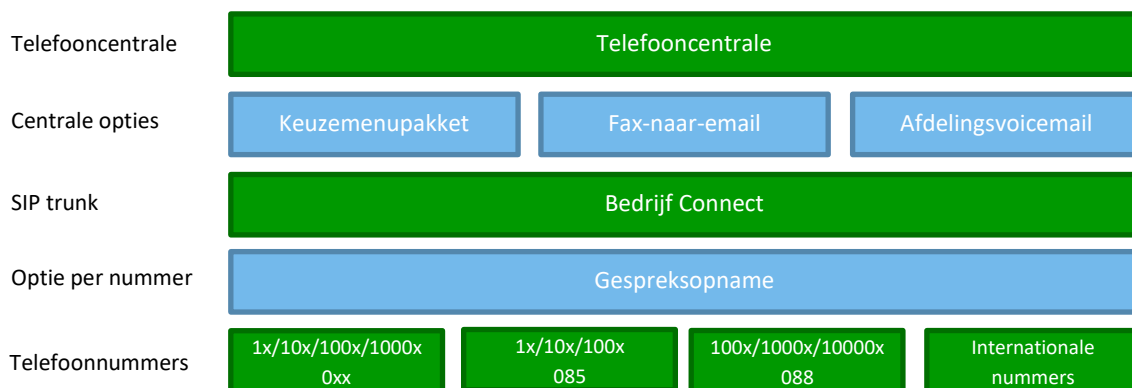 Telefooncentrale
Telefooncentrale
Centrale opties
Keuzemenupakket
Fax-naar-email
Afdelingsvoicemail
SIP trunk
Bedrijf Connect
Optie per nummer
Gespreksopname
Telefoonnummers
1x/10x/100x/1000x
0xx
1x/10x/100x
085
100x/1000x/10000x
088
Internationale
nummers